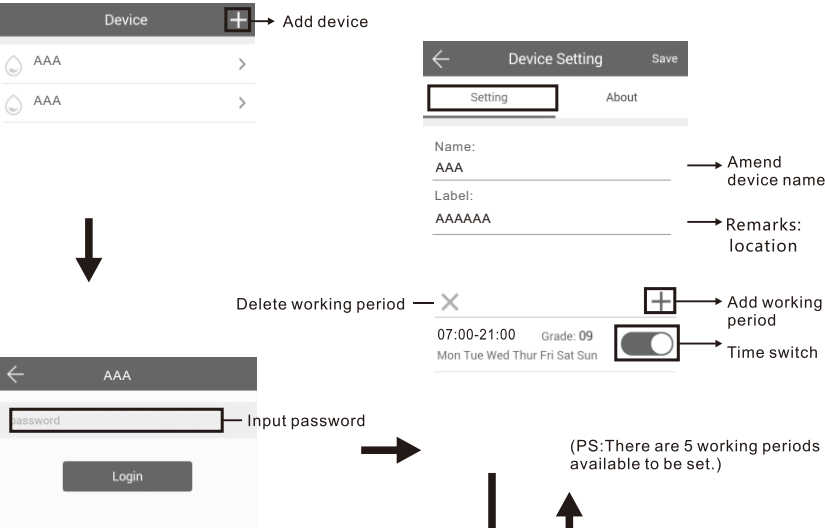 Device
Add device
AAA
AAA
Device Setting Save
Setting About
Name:
AAA
Amend
device name
Label:
AAAAAA
Remarks:
location
Delete working period
Add working
period
07:00-21:00 Grade: 09
Mon Tue Wed Thur Fri Sat Sun
Time switch
AAA
password
Input password
Login
(PS:There are 5 working periods
available to be set.)